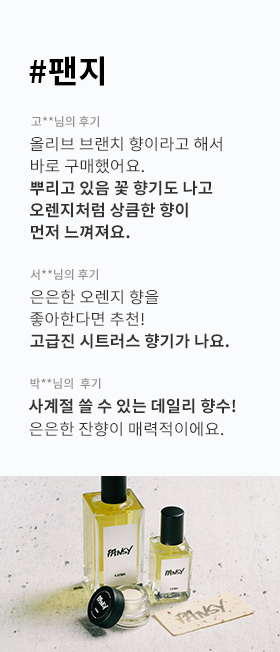 #팬지
고**님의 후기
올리브 브랜치 향이라고 해서
바로 구매했어요.
뿌리고 있음 꽃 향기도 나고
오렌지처럼 상큼한 향이
먼저 느껴져요.
서**님의 후기
은은한 오렌지 향을
좋아한다면 추천!
고급진 시트러스 향기가 나요.
박**님의 후기
사계절 쓸 수 있는 데일리 향수!
은은한 잔향이 매력적이에요.
PANSY
PANSY
PANSY